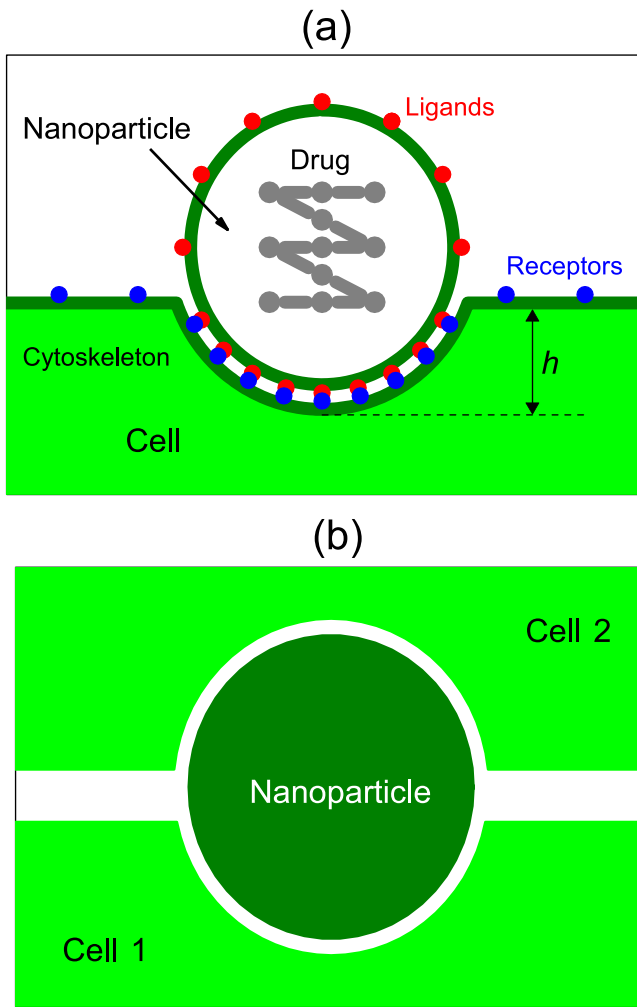 (a)
Ligands
Nanoparticle
Drug
Receptors
Cytoskeleton
h
Cell
(b)
Cell 2
Nanoparticle
Cell 1